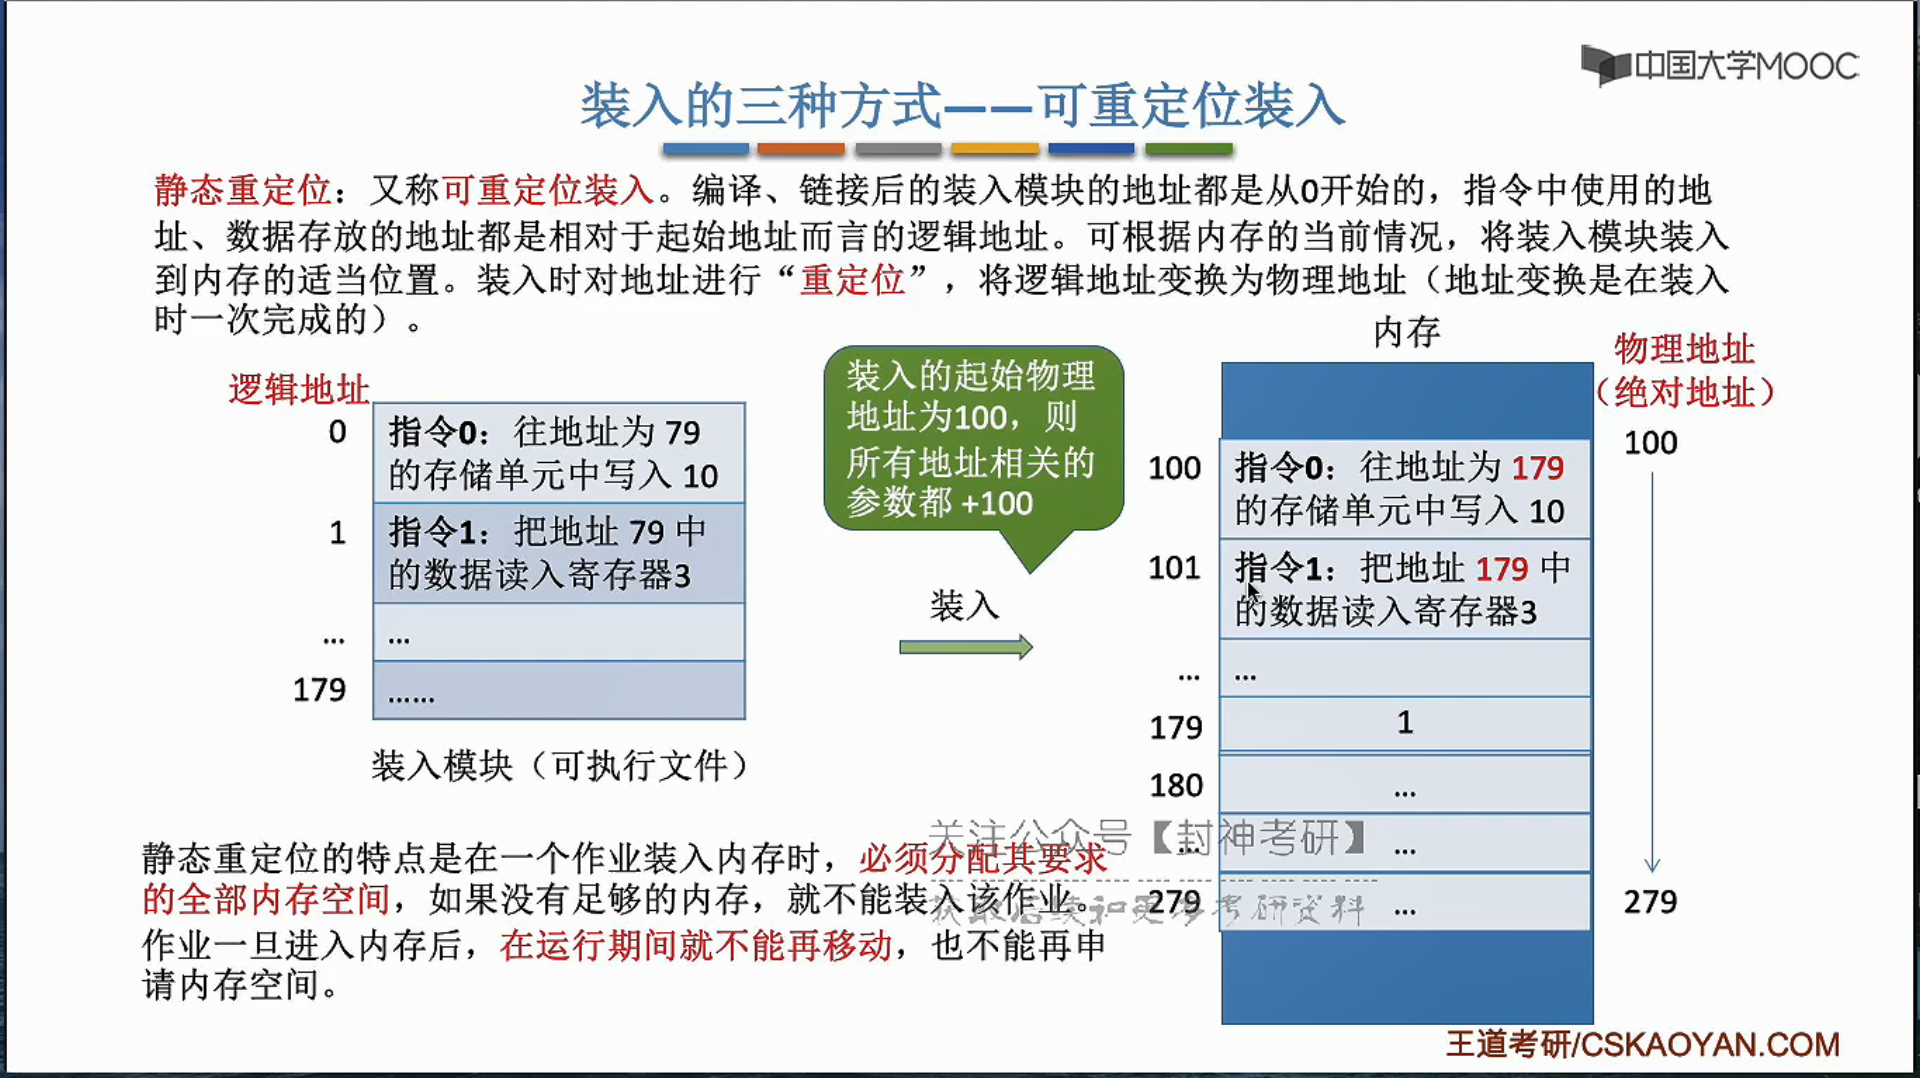 中国大学MOOC
装入的三种方式——可重定位装入
静态重定位：又称可重定位装入。编译、链接后的装入模块的地址都是从0开始的，指令中使用的地
址、数据存放的地址都是相对于起始地址而言的逻辑地址。可根据内存的当前情况，将装入模块装入
到内存的适当位置。装入时对地址进行“重定位”，将逻辑地址变换为物理地址（地址变换是在装入
时一次完成的）。
逻辑地址
0
指令0：往地址为 79
的存储单元中写入 10
1
指令1：把地址 79 中
的数据读入寄存器3
...
...
179
......
装入模块（可执行文件）
装入的起始物理
地址为100，则
所有地址相关的
参数都 +100
装入
内存
物理地址
（绝对地址）
100
指令0：往地址为 179
的存储单元中写入 10
101
指令1：把地址 179 中
的数据读入寄存器3
...
...
179
1
180
...
...
...
279
...
100
279
静态重定位的特点是在一个作业装入内存时，必须分配其要求
的全部内存空间，如果没有足够的内存，就不能装入该作业。
作业一旦进入内存后，在运行期间就不能再移动，也不能再申
请内存空间。
关注公众号【封神考研】
获取后续和更多考研资料
王道考研/CSKAOYAN.COM